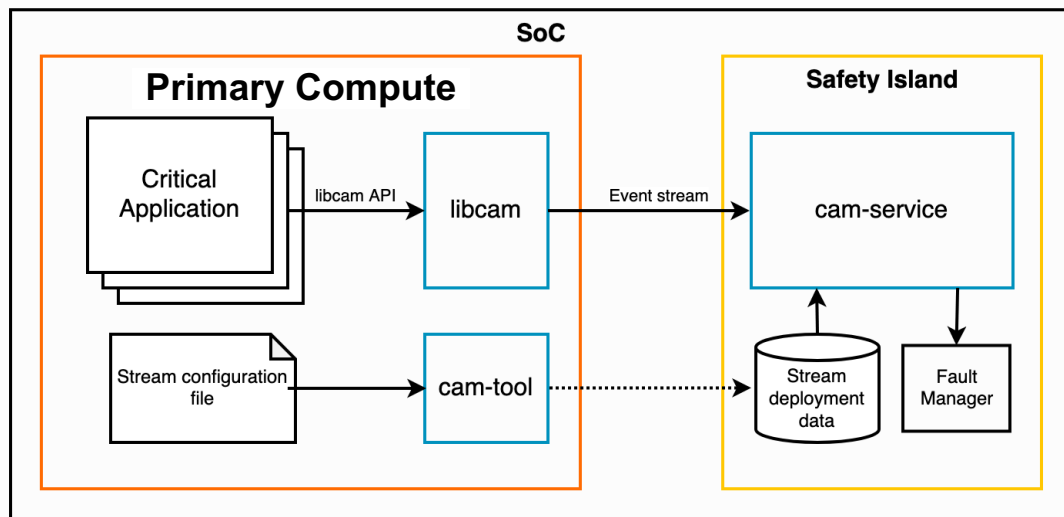 SoC
Primary Compute
Safety Island
Critical
Application
libcam API
libcam
Event stream
cam-service
Stream configuration
file
cam-tool
Stream
deployment
data
Fault
Manager